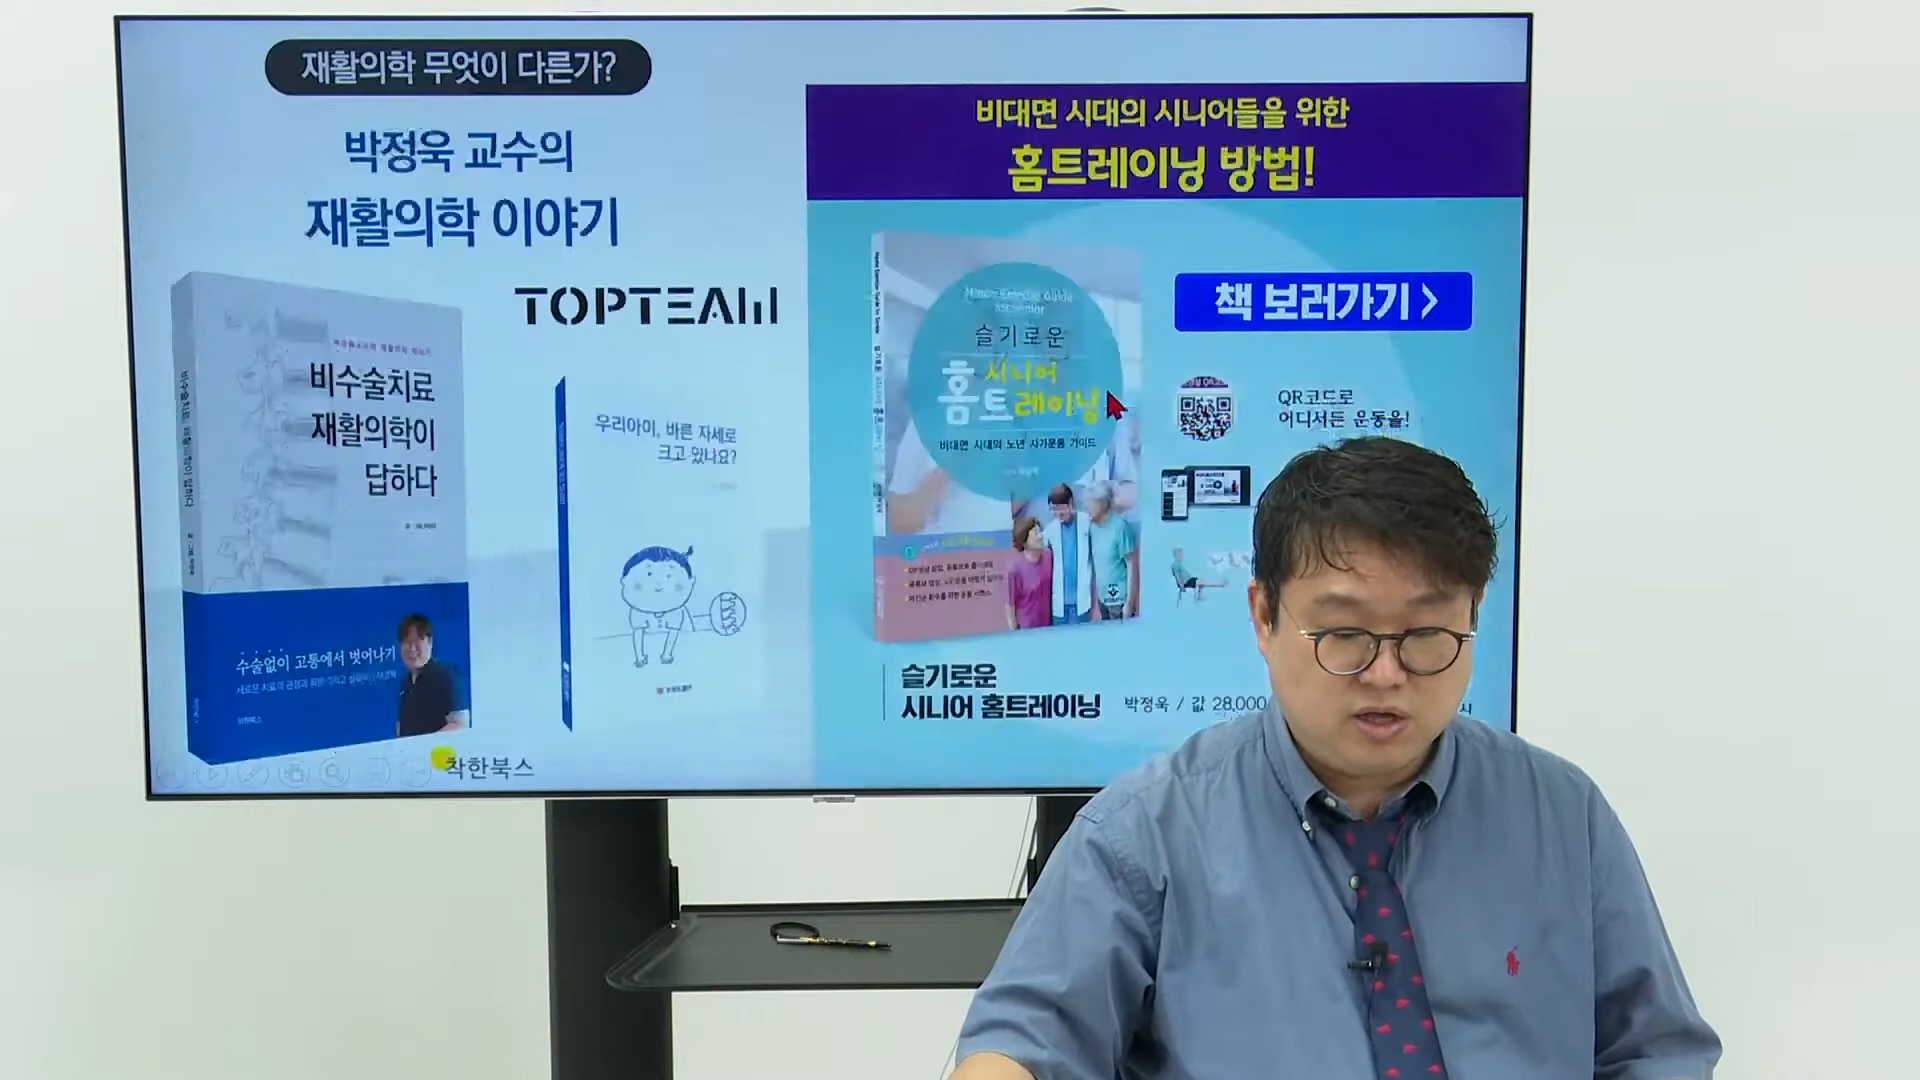 재활의학 무엇이 다른가?
박정욱 교수의
재활의학 이야기
TOPTEAM
비수술치료
재활의학이
답하다
수술없이 고통에서 벗어나기
착한북스
우리아이, 바른 자세로
크고 있나요?
착한북스
비대면 시대의 시니어들을 위한
홈트레이닝 방법!
슬기로운
시니어
홈트레이닝
비대면 시대의 노년 자가운동 가이드
책 보러가기 >
QR코드로
어디서든 운동을!
슬기로운
시니어 홈트레이닝
박정욱 / 값 28,000